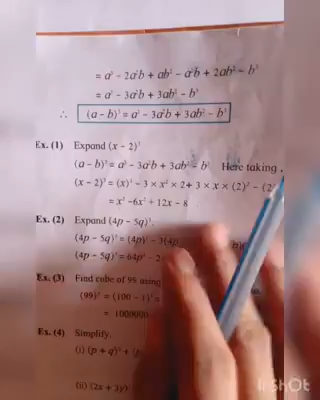 = a³ - 2a²b + ab² - a²b + 2ab² - b³
= a³ - 3a²b + 3ab² - b³
∴ (a - b)³ = a³ - 3a²b + 3ab² - b³
Ex. (1) Expand (x - 2)³
(a - b)³ = a³ - 3a²b + 3ab² - b³ Here taking,
(x - 2)³ = (x)³ - 3 × x² × 2 + 3 × x × (2)² - (2
= x³ - 6x² + 12x - 8
Ex. (2) Expand (4p - 5q)³.
(4p - 5q)³ = (4p)³ - 3(4p)
(4p - 5q)³ = 64p³ - 2
Ex. (3) Find cube of 99 using
(99)³ = (100 - 1)³ =
= 1000000
Ex. (4) Simplify.
(i) (p + q)³ + (p
(ii) (2x + 3y)
KineMaster